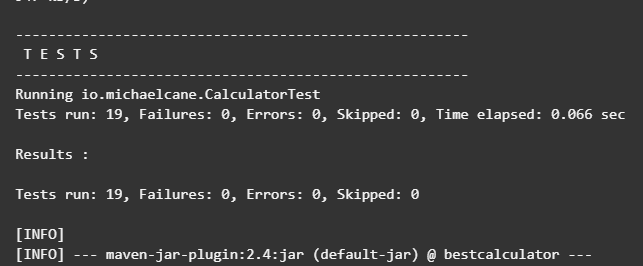 -------------------------------------------------------
T E S T S
-------------------------------------------------------
Running io.michaelcane.CalculatorTest
Tests run: 19, Failures: 0, Errors: 0, Skipped: 0, Time elapsed: 0.066 sec
Results :
Tests run: 19, Failures: 0, Errors: 0, Skipped: 0
[INFO]
[INFO] --- maven-jar-plugin:2.4:jar (default-jar) @ bestcalculator ---